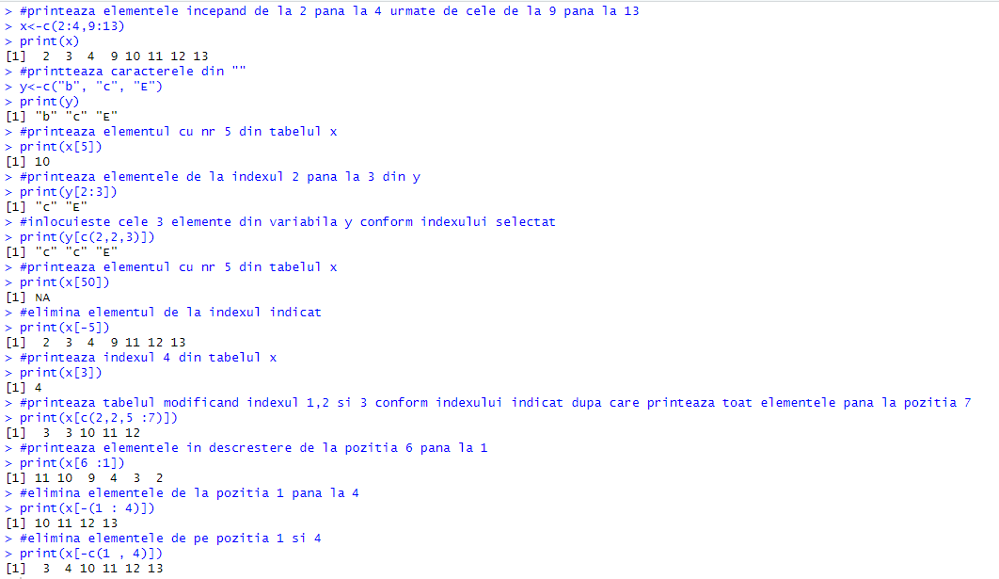 > #printeaza elementele incepand de la 2 pana la 4 urmate de cele de la 9 pana la 13
> x<-c(2:4,9:13)
> print(x)
[1]  2  3  4  9 10 11 12 13
> #printteaza caracterele din ""
> y<-c("b", "c", "E")
> print(y)
[1] "b" "c" "E"
> #printeaza elementul cu nr 5 din tabelul x
> print(x[5])
[1] 10
> #printeaza elementele de la indexul 2 pana la 3 din y
> print(y[2:3])
[1] "c" "E"
> #inlocuieste cele 3 elemente din variabila y conform indexului selectat
> print(y[c(2,2,3)])
[1] "c" "c" "E"
> #printeaza elementul cu nr 5 din tabelul x
> print(x[50])
[1] NA
> #elimina elementul de la indexul indicat
> print(x[-5])
[1]  2  3  4  9 11 12 13
> #printeaza indexul 4 din tabelul x
> print(x[3])
[1] 4
> #printeaza tabelul modificand indexul 1,2 si 3 conform indexului indicat dupa care printeaza toat elementele pana la pozitia 7
> print(x[c(2,2,5 :7)])
[1]  3  3 10 11 12
> #printeaza elementele in descrestere de la pozitia 6 pana la 1
> print(x[6 :1])
[1] 11 10  9  4  3  2
> #elimina elementele de la pozitia 1 pana la 4
> print(x[-(1 : 4)])
[1] 10 11 12 13
> #elimina elementele de pe pozitia 1 si 4
> print(x[-c(1 , 4)])
[1]  3  4 10 11 12 13